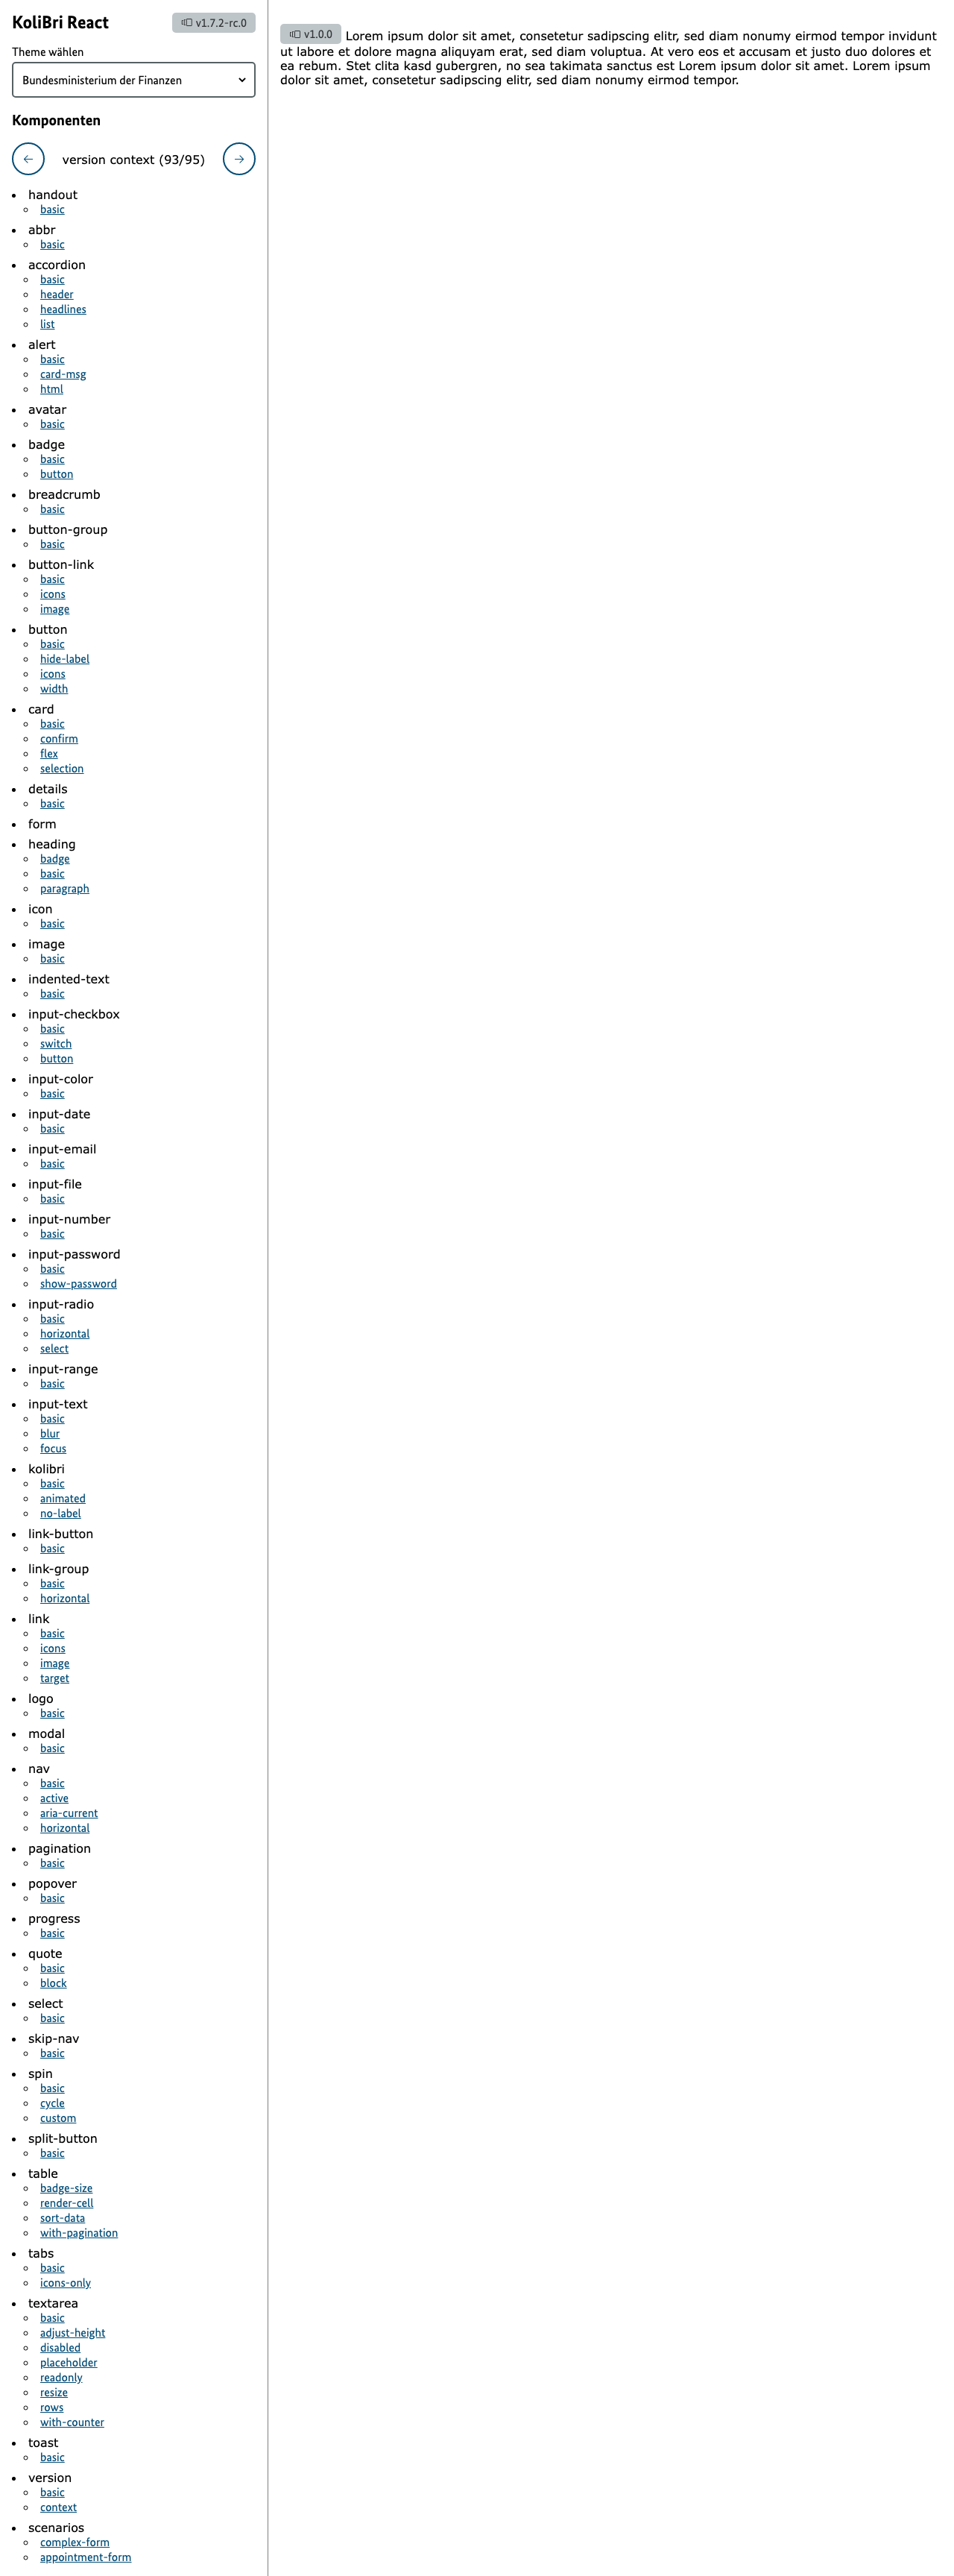 KoliBri React
v1.7.2-rc.0
Theme wählen
Bundesministerium der Finanzen
Komponenten
version context (93/95)
handout
basic
abbr
basic
accordion
basic
header
headlines
list
alert
basic
card-msg
html
avatar
basic
badge
basic
button
breadcrumb
basic
button-group
basic
button-link
basic
icons
image
button
basic
hide-label
icons
width
card
basic
confirm
flex
selection
details
basic
form
heading
badge
basic
paragraph
icon
basic
image
basic
indented-text
basic
input-checkbox
basic
switch
button
input-color
basic
input-date
basic
input-email
basic
input-file
basic
input-number
basic
input-password
basic
show-password
input-radio
basic
horizontal
select
input-range
basic
input-text
basic
blur
focus
kolibri
basic
animated
no-label
link-button
basic
link-group
basic
horizontal
link
basic
icons
image
target
logo
basic
modal
basic
nav
basic
active
aria-current
horizontal
pagination
basic
popover
basic
progress
basic
quote
basic
block
select
basic
skip-nav
basic
spin
basic
cycle
custom
split-button
basic
table
badge-size
render-cell
sort-data
with-pagination
tabs
basic
icons-only
textarea
basic
adjust-height
disabled
placeholder
readonly
resize
rows
with-counter
toast
basic
version
basic
context
scenarios
complex-form
appointment-form
v1.0.0 Lorem ipsum dolor sit amet, consetetur sadipscing elitr, sed diam nonumy eirmod tempor invidunt
ut labore et dolore magna aliquyam erat, sed diam voluptua. At vero eos et accusam et justo duo dolores et
ea rebum. Stet clita kasd gubergren, no sea takimata sanctus est Lorem ipsum dolor sit amet. Lorem ipsum
dolor sit amet, consetetur sadipscing elitr, sed diam nonumy eirmod tempor.